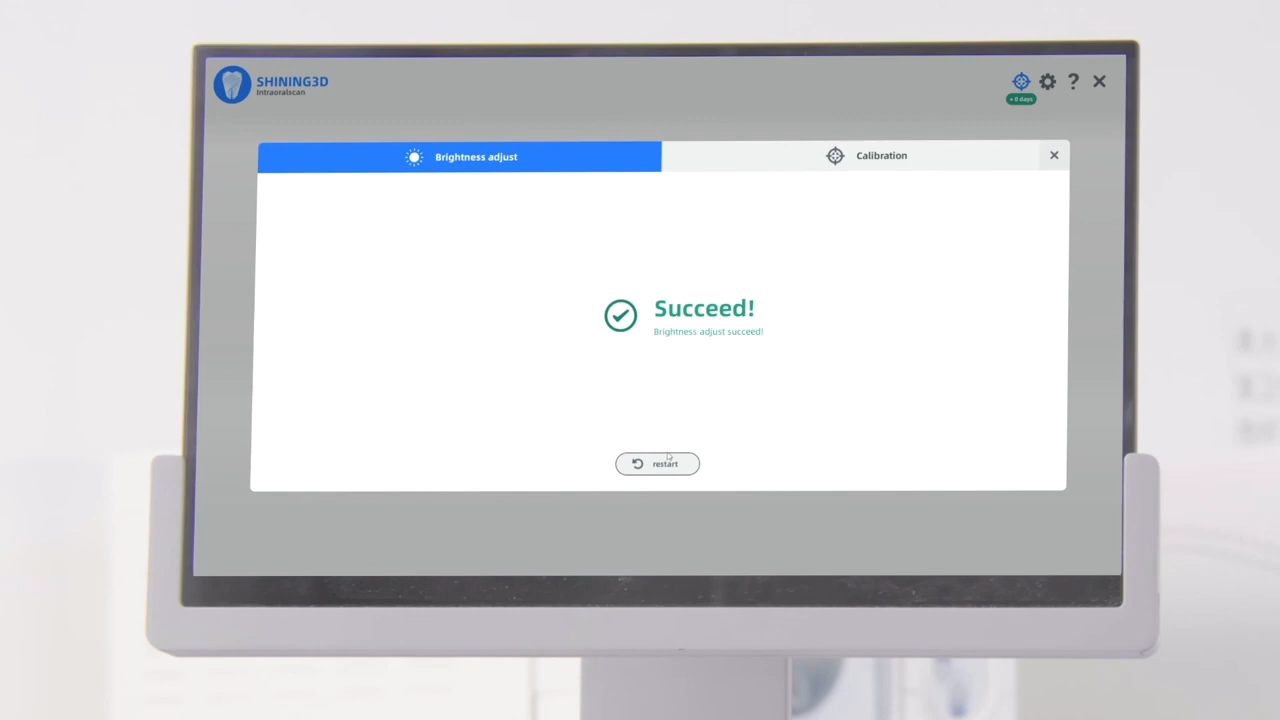 SHINING3D
Intraoralscan
+ 0 days
?
Brightness adjust
Calibration
Succeed!
Brightness adjust succeed!
restart